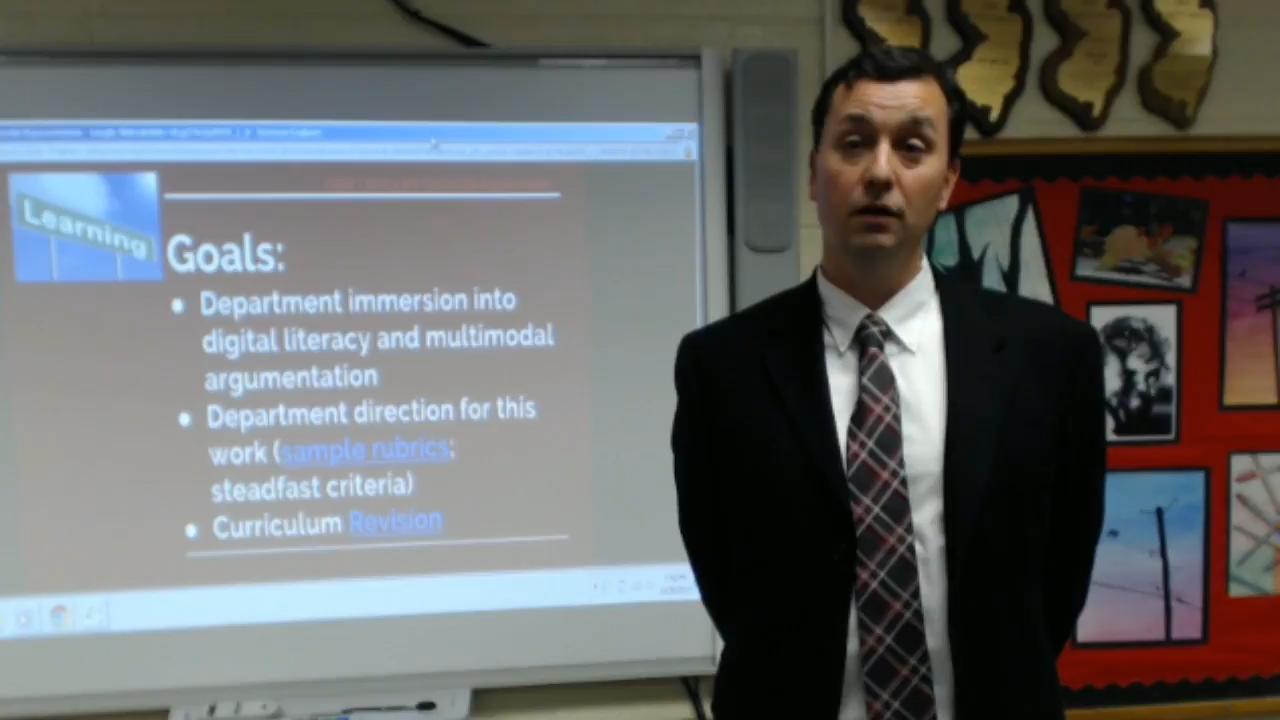 Learning
Goals:
• Department immersion into
digital literacy and multimodal
argumentation
• Department direction for this
work (sample rubrics;
steadfast criteria)
• Curriculum Revision